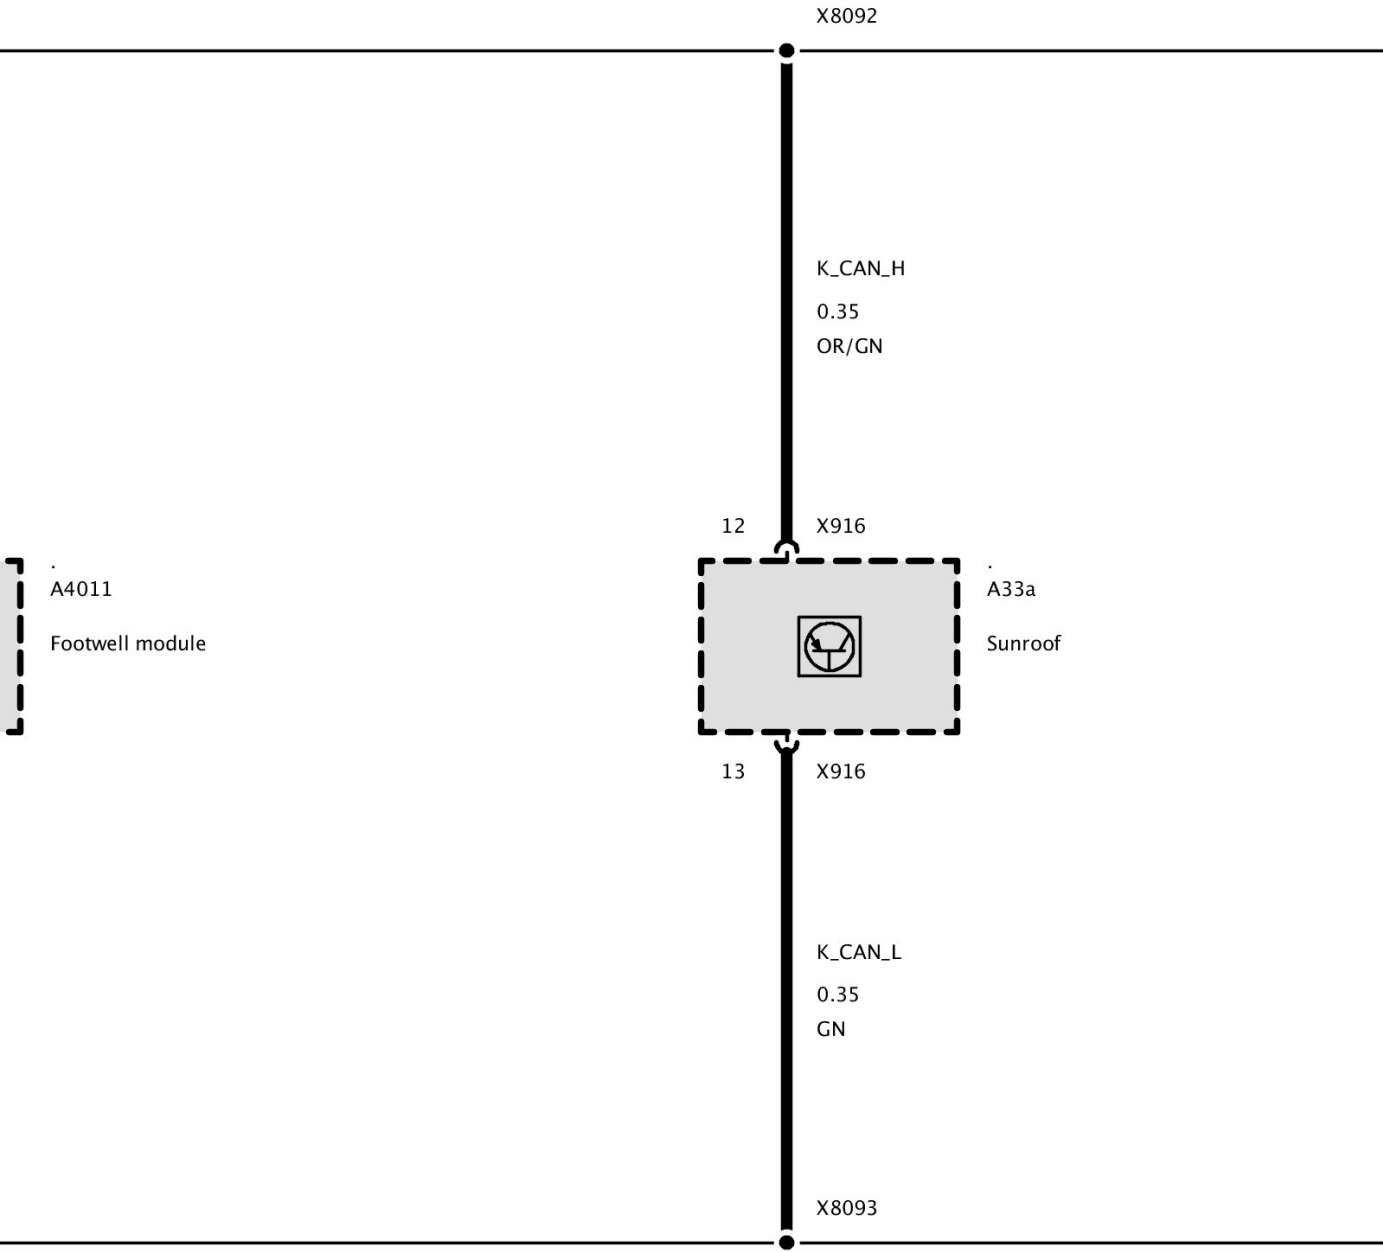 X8092
K_CAN_H
0.35
OR/GN
12 X916
.
A4011
Footwell module
.
A33a
Sunroof
13 X916
K_CAN_L
0.35
GN
X8093